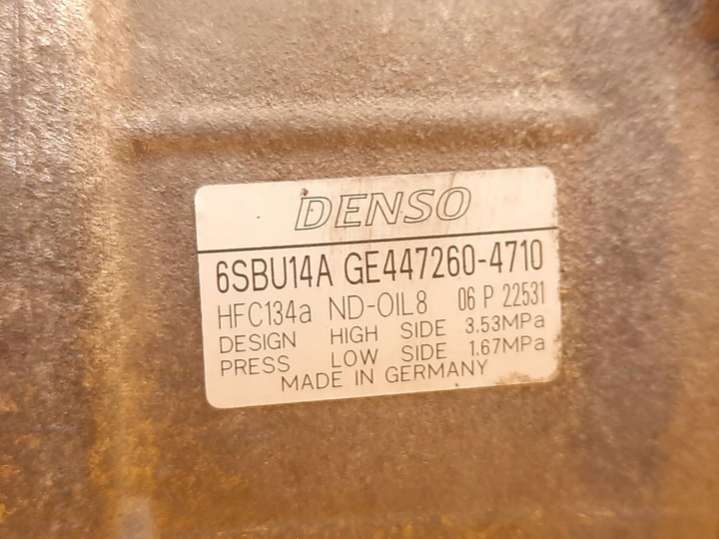 DENSO
6SBU14A GE447260-4710
HFC134a ND-OIL8 06 P 22531
DESIGN HIGH SIDE 3.53MPa
PRESS LOW SIDE 1.67MPa
MADE IN GERMANY